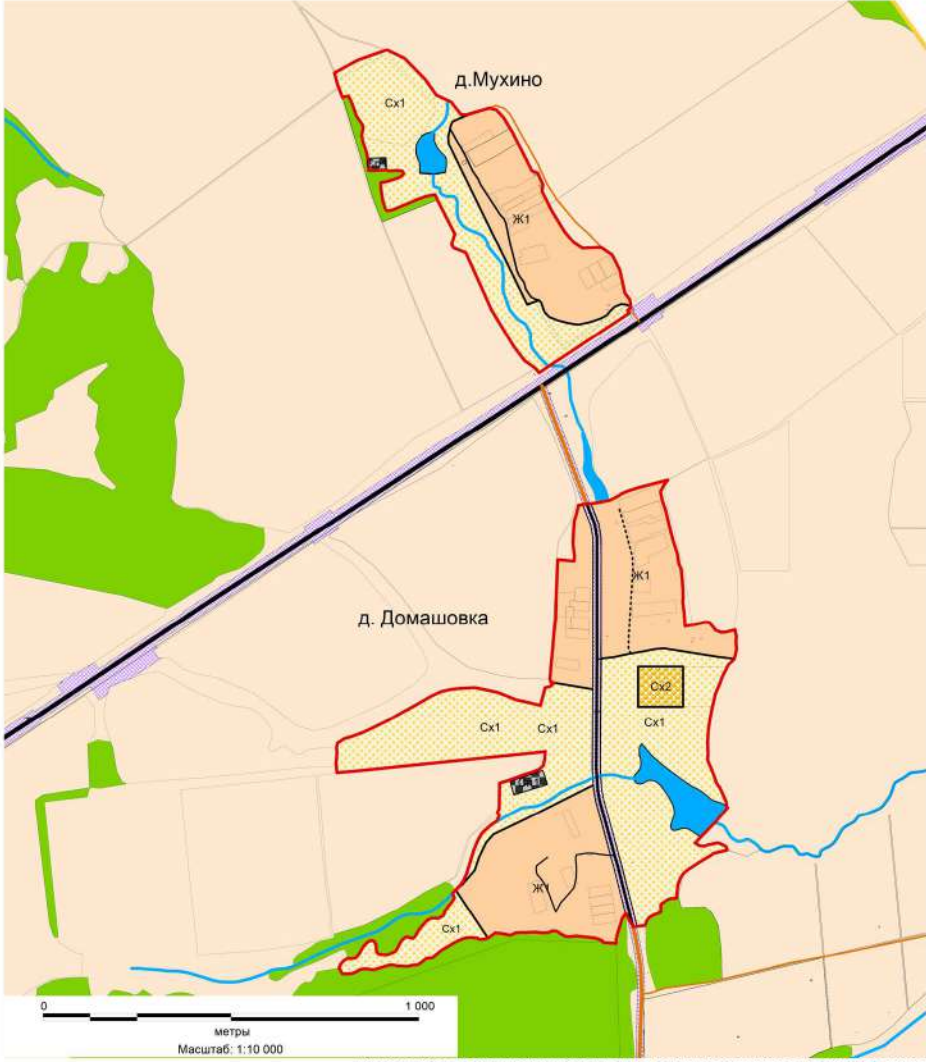 д.Мухино
Сх1
Ж1
Ж1
д. Домашовка
Сх2
Сх1
Сх1
Сх1
Ж1
Сх1
0
1 000
метры
Масштаб: 1:10 000